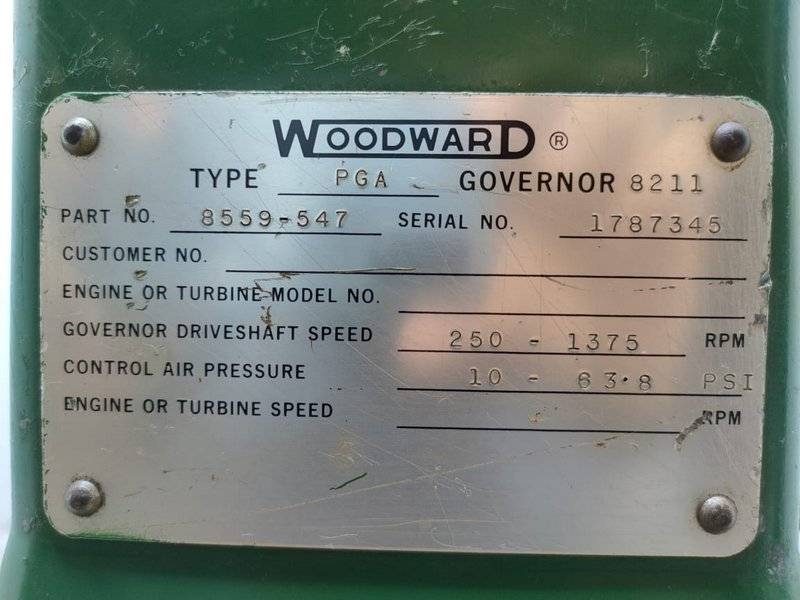 WOODWARD ®
TYPE PGA GOVERNOR 8211
PART NO. 8559-547 SERIAL NO. 1787345
CUSTOMER NO.
ENGINE OR TURBINE MODEL NO.
GOVERNOR DRIVESHAFT SPEED 250 - 1375 RPM
CONTROL AIR PRESSURE 10 - 63.8 PSI
ENGINE OR TURBINE SPEED RPM